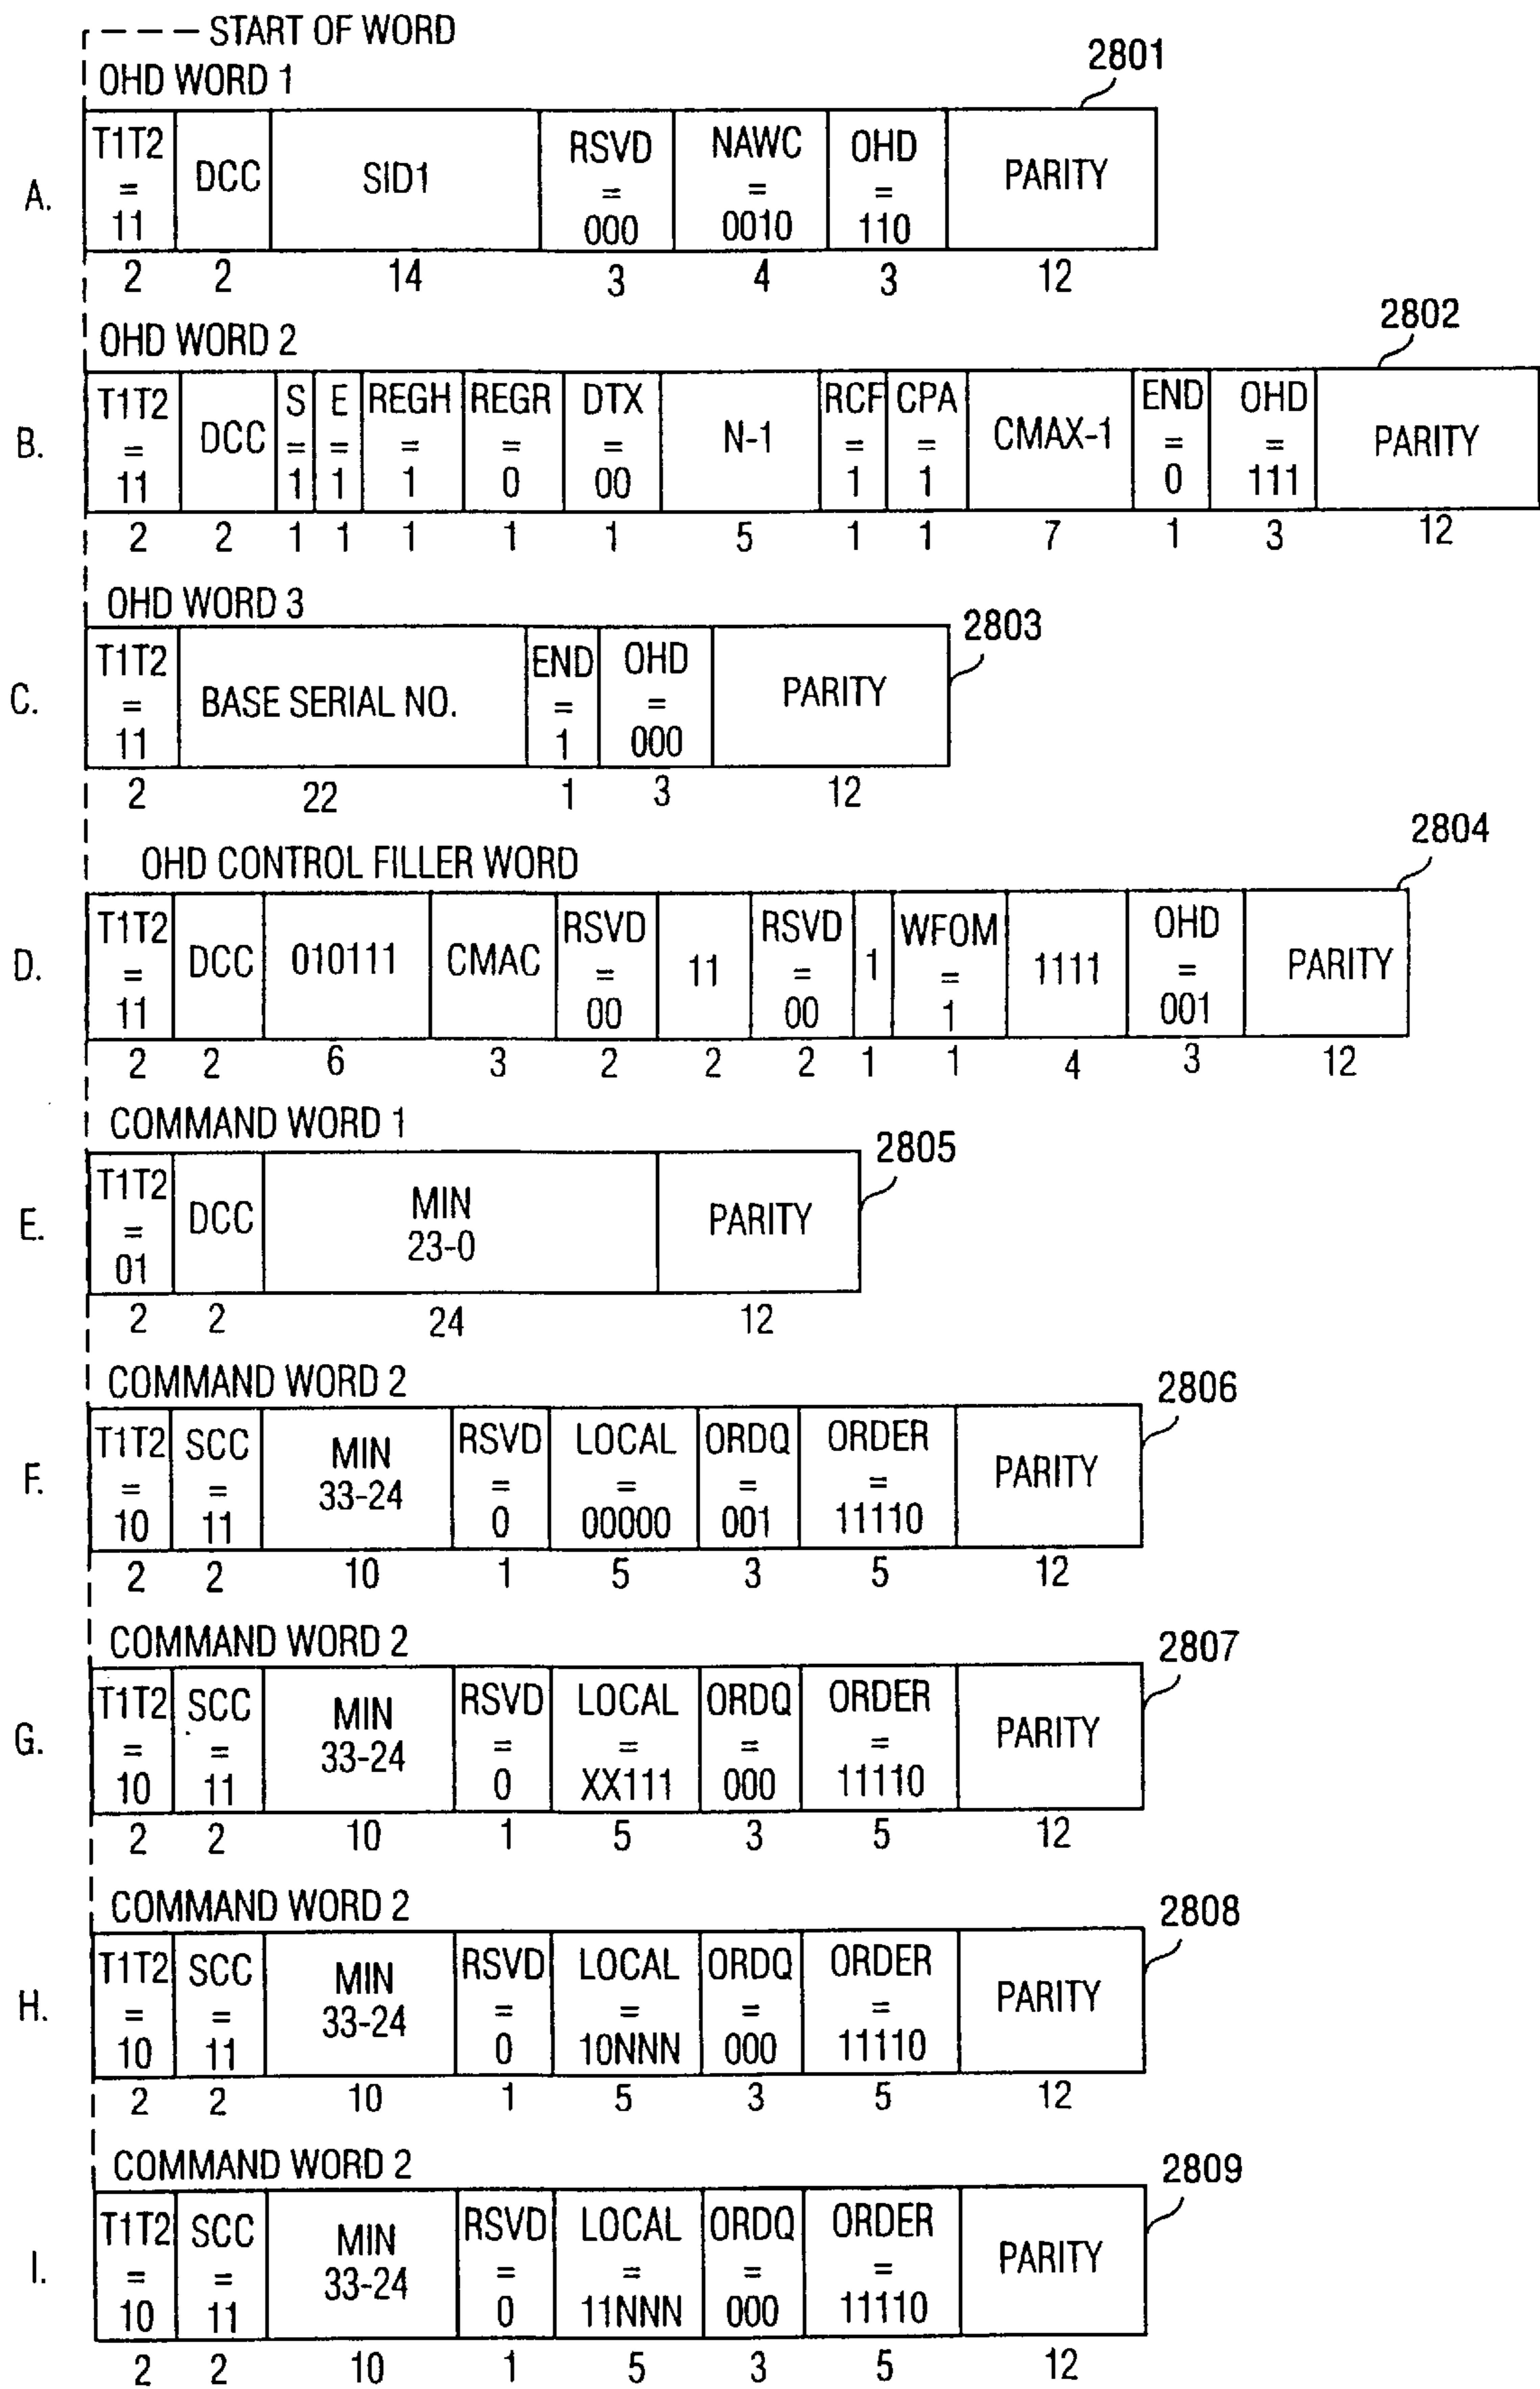 START OF WORD
OHD WORD 1
2801
A.
T1T2 = 11
DCC
SID1
RSVD = 000
NAWC = 0010
OHD = 110
PARITY
2 2 14 3 4 3 12
OHD WORD 2
2802
B.
T1T2 = 11
DCC
S = 1
E = 1
REGH = 1
REGR = 0
DTX = 00
N-1
RCF = 1
CPA = 1
CMAX-1
END = 0
OHD = 111
PARITY
2 2 1 1 1 1 1 5 1 1 7 1 3 12
OHD WORD 3
2803
C.
T1T2 = 11
BASE SERIAL NO.
END = 1
OHD = 000
PARITY
2 22 1 3 12
OHD CONTROL FILLER WORD
2804
D.
T1T2 = 11
DCC
010111
CMAC
RSVD = 00
11
RSVD = 00
1
WFOM = 1
1111
OHD = 001
PARITY
2 2 6 3 2 2 2 1 1 4 3 12
COMMAND WORD 1
2805
E.
T1T2 = 01
DCC
MIN 23-0
PARITY
2 2 24 12
COMMAND WORD 2
2806
F.
T1T2 = 10
SCC = 11
MIN 33-24
RSVD = 0
LOCAL = 00000
ORDQ = 001
ORDER = 11110
PARITY
2 2 10 1 5 3 5 12
COMMAND WORD 2
2807
G.
T1T2 = 10
SCC = 11
MIN 33-24
RSVD = 0
LOCAL = XX111
ORDQ = 000
ORDER = 11110
PARITY
2 2 10 1 5 3 5 12
COMMAND WORD 2
2808
H.
T1T2 = 10
SCC = 11
MIN 33-24
RSVD = 0
LOCAL = 10NNN
ORDQ = 000
ORDER = 11110
PARITY
2 2 10 1 5 3 5 12
COMMAND WORD 2
2809
I.
T1T2 = 10
SCC = 11
MIN 33-24
RSVD = 0
LOCAL = 11NNN
ORDQ = 000
ORDER = 11110
PARITY
2 2 10 1 5 3 5 12